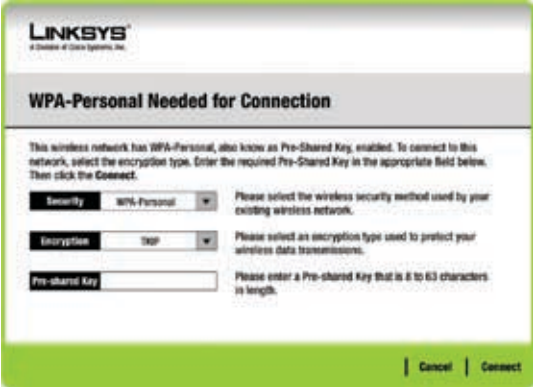 LINKSYS®
A Division of Cisco Systems, Inc.
WPA-Personal Needed for Connection
This wireless network has WPA-Personal, also know as Pre-Shared Key, enabled. To connect to this
network, select the encryption type. Enter the required Pre-Shared Key in the appropriate field below.
Then click the Connect.
Security WPA-Personal Please select the wireless security method used by your
existing wireless network.
Encryption TKIP Please select an encryption type used to protect your
wireless data transmissions.
Pre-shared Key Please enter a Pre-shared Key that is 8 to 63 characters
in length.
Cancel Connect